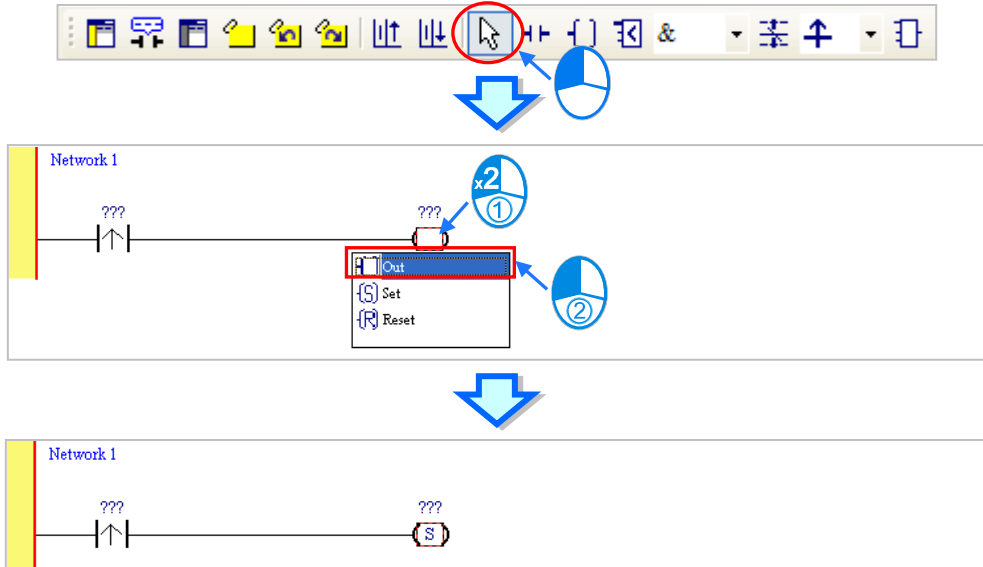 &
Network 1
x2
??? ???
①
Out
(S) Set
②
(R) Reset
Network 1
??? ???
S